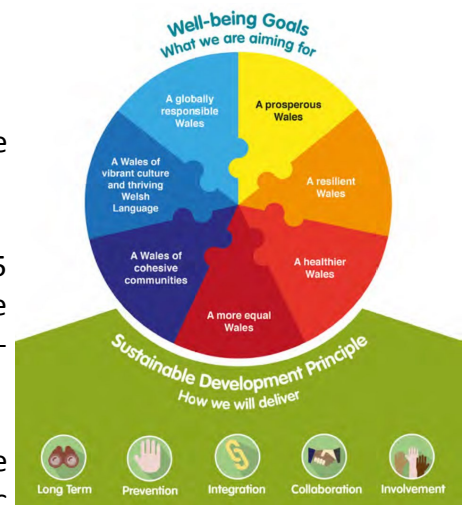 Well-being Goals
What we are aiming for
A globally
responsible
Wales
A prosperous
Wales
A Wales of
vibrant culture
and thriving
Welsh
Language
A resilient
Wales
A Wales of
cohesive
communities
A healthier
Wales
A more equal
Wales
Sustainable Development Principle
How we will deliver
Long Term
Prevention
Integration
Collaboration
Involvement